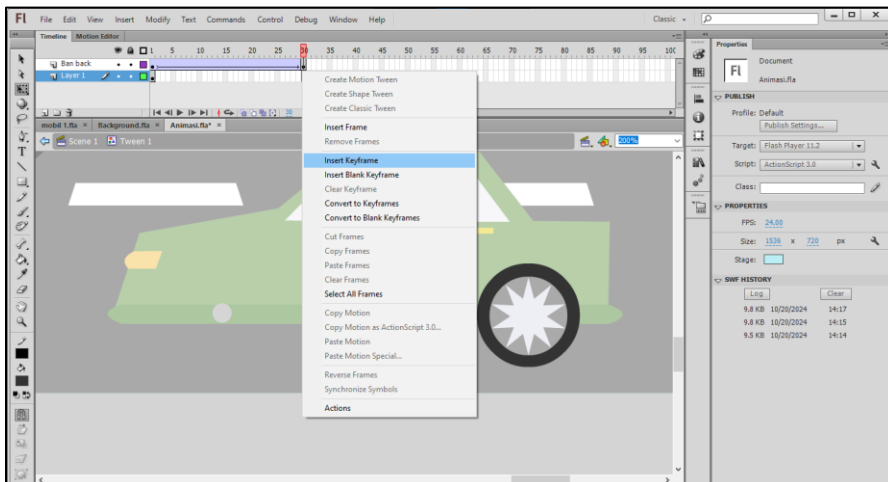 Fl File Edit View Insert Modify Text Commands Control Debug Window Help Classic
Timeline Motion Editor
1 5 10 15 20 25 30 35 40 45 50 55 60 65 70 75 80 85 90 95 100
Ban back
Layer 1
30
mobil 1.fla × Background.fla × Animasi.fla* ×
Scene 1 Tween 1 200%
Create Motion Tween
Create Shape Tween
Create Classic Tween
Insert Frame
Remove Frames
Insert Keyframe
Insert Blank Keyframe
Clear Keyframe
Convert to Keyframes
Convert to Blank Keyframes
Cut Frames
Copy Frames
Paste Frames
Clear Frames
Select All Frames
Copy Motion
Copy Motion as ActionScript 3.0...
Paste Motion
Paste Motion Special...
Reverse Frames
Synchronize Symbols
Actions
Properties
Fl Document
Animasi.fla
PUBLISH
Profile: Default
Publish Settings...
Target: Flash Player 11.2
Script: ActionScript 3.0
Class:
PROPERTIES
FPS: 24.00
Size: 1536 x 720 px
Stage:
SWF HISTORY
Log Clear
9.8 KB 10/20/2024 14:17
9.8 KB 10/20/2024 14:15
9.5 KB 10/20/2024 14:14